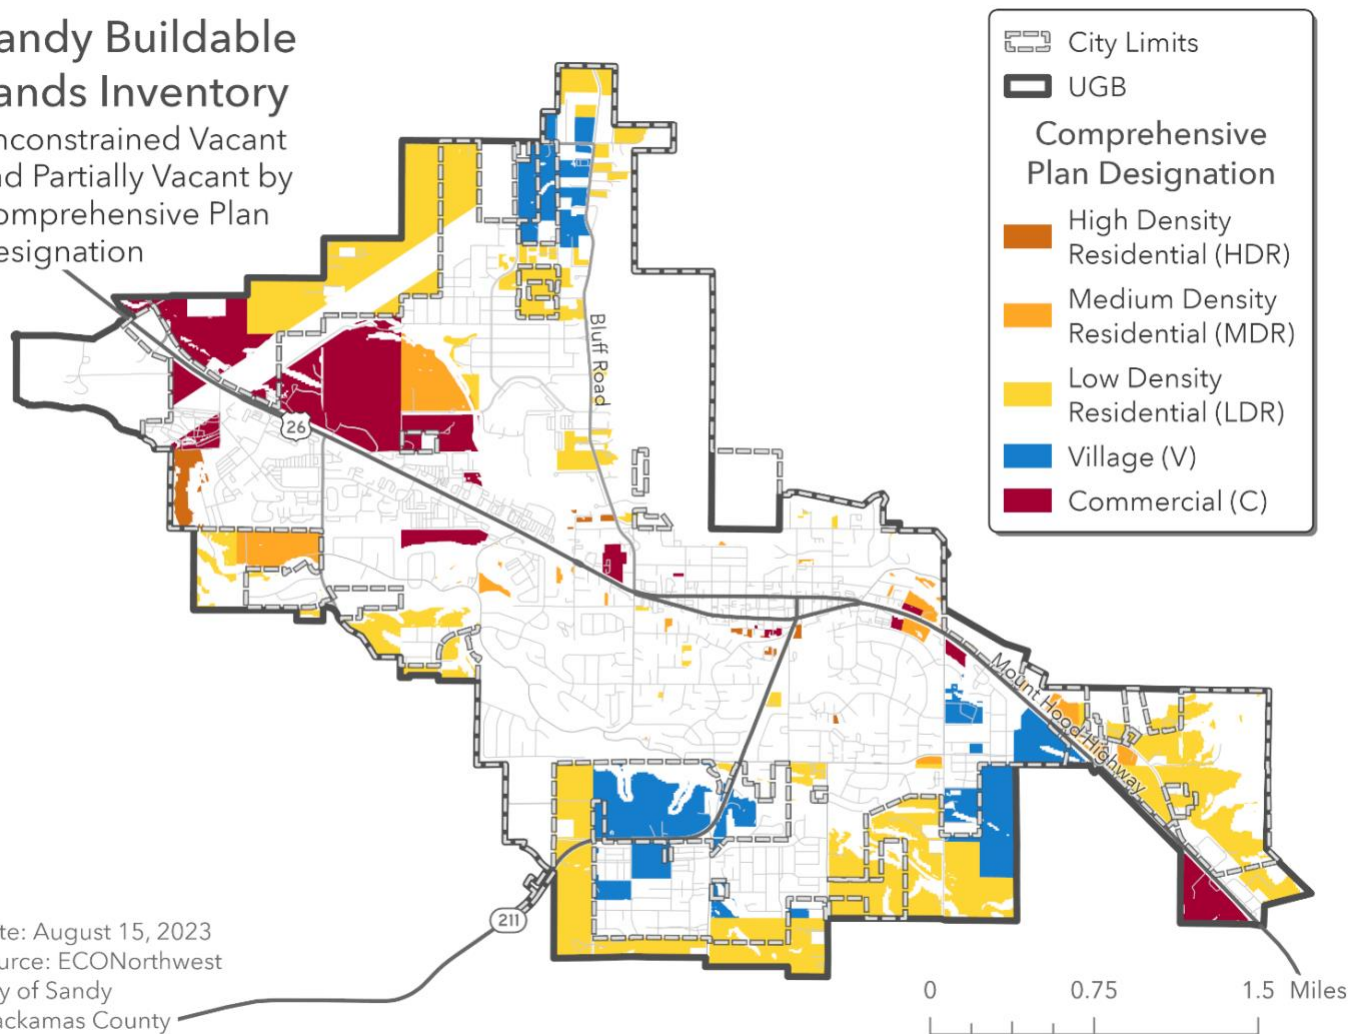 andy Buildable
ands Inventory
nconstrained Vacant
nd Partially Vacant by
omprehensive Plan
esignation
City Limits
UGB
Comprehensive
Plan Designation
High Density
Residential (HDR)
Medium Density
Residential (MDR)
Low Density
Residential (LDR)
Village (V)
Commercial (C)
Bluff Road
26
Mount Hood Highway
211
te: August 15, 2023
urce: ECONorthwest
y of Sandy
ackamas County
0 0.75 1.5 Miles